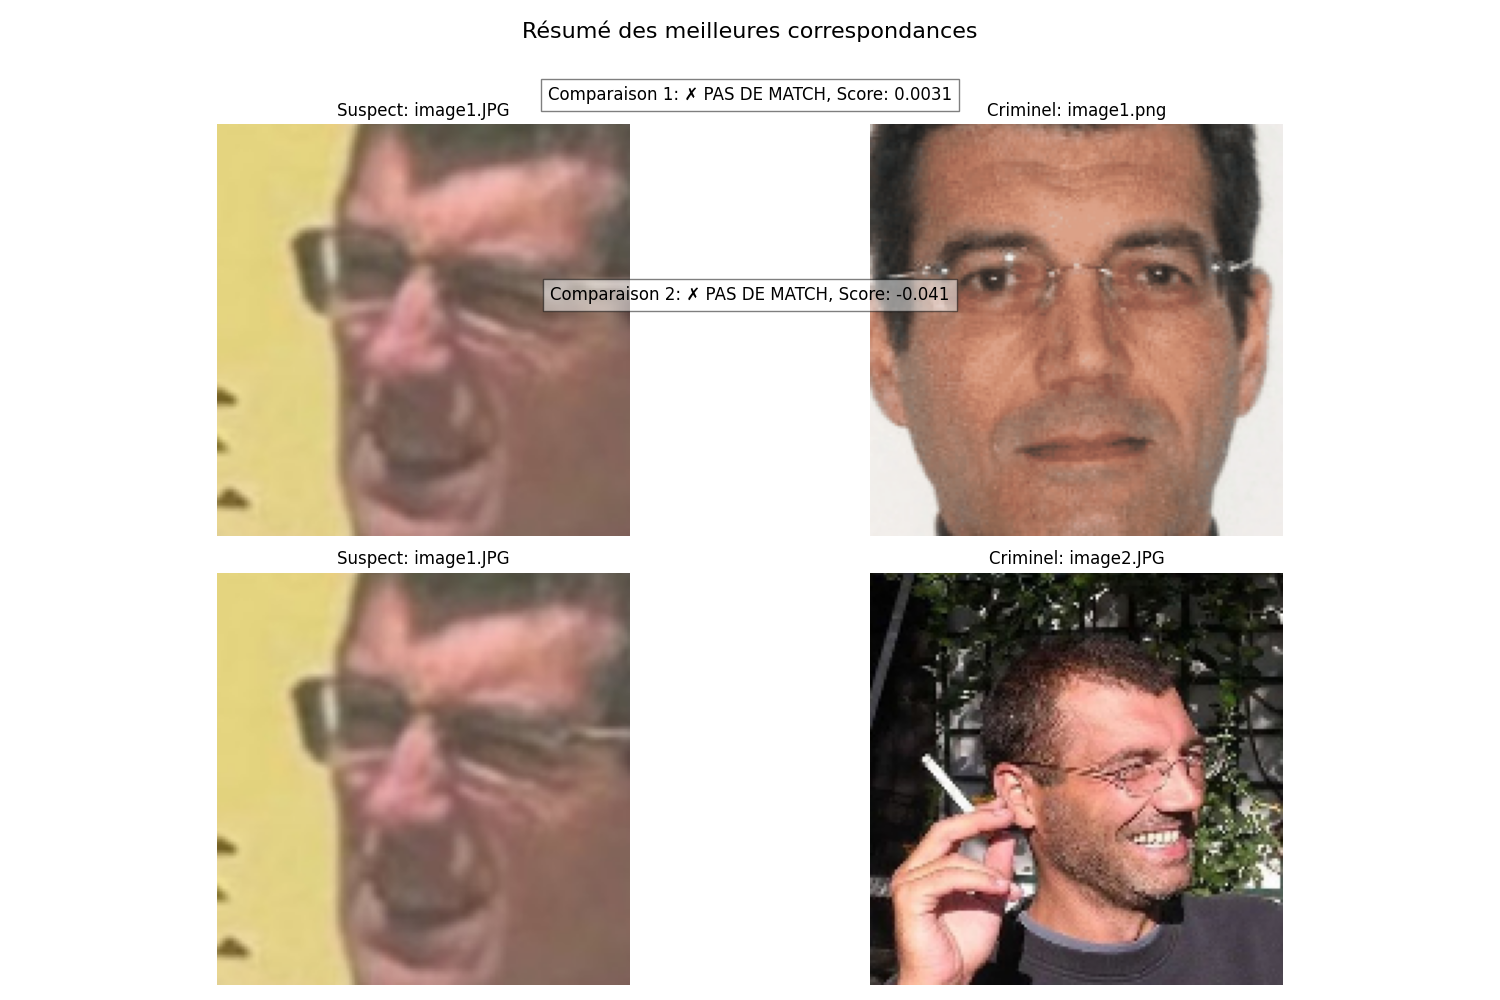 Résumé des meilleures correspondances
Comparaison 1: ✗ PAS DE MATCH, Score: 0.0031
Suspect: image1.JPG
Criminel: image1.png
Comparaison 2: ✗ PAS DE MATCH, Score: -0.041
Suspect: image1.JPG
Criminel: image2.JPG